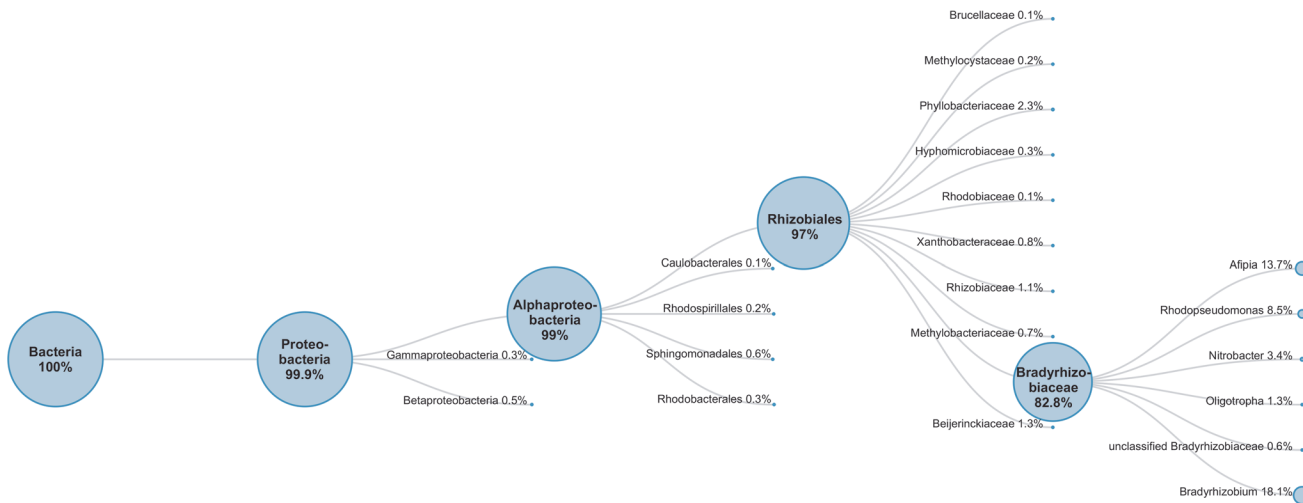 Bacteria
100%
Proteo-
bacteria
99.9%
Gammaproteobacteria 0.3%
Betaproteobacteria 0.5%
Alphaproteo-
bacteria
99%
Caulobacterales 0.1%
Rhodospirillales 0.2%
Sphingomonadales 0.6%
Rhodobacterales 0.3%
Rhizobiales
97%
Brucellaceae 0.1%
Methylocystaceae 0.2%
Phyllobacteriaceae 2.3%
Hyphomicrobiaceae 0.3%
Rhodobiaceae 0.1%
Xanthobacteraceae 0.8%
Rhizobiaceae 1.1%
Methylobacteriaceae 0.7%
Bradyrhizo-
biaceae
82.8%
Beijerinckiaceae 1.3%
Afipia 13.7%
Rhodopseudomonas 8.5%
Nitrobacter 3.4%
Oligotropha 1.3%
unclassified Bradyrhizobiaceae 0.6%
Bradyrhizobium 18.1%